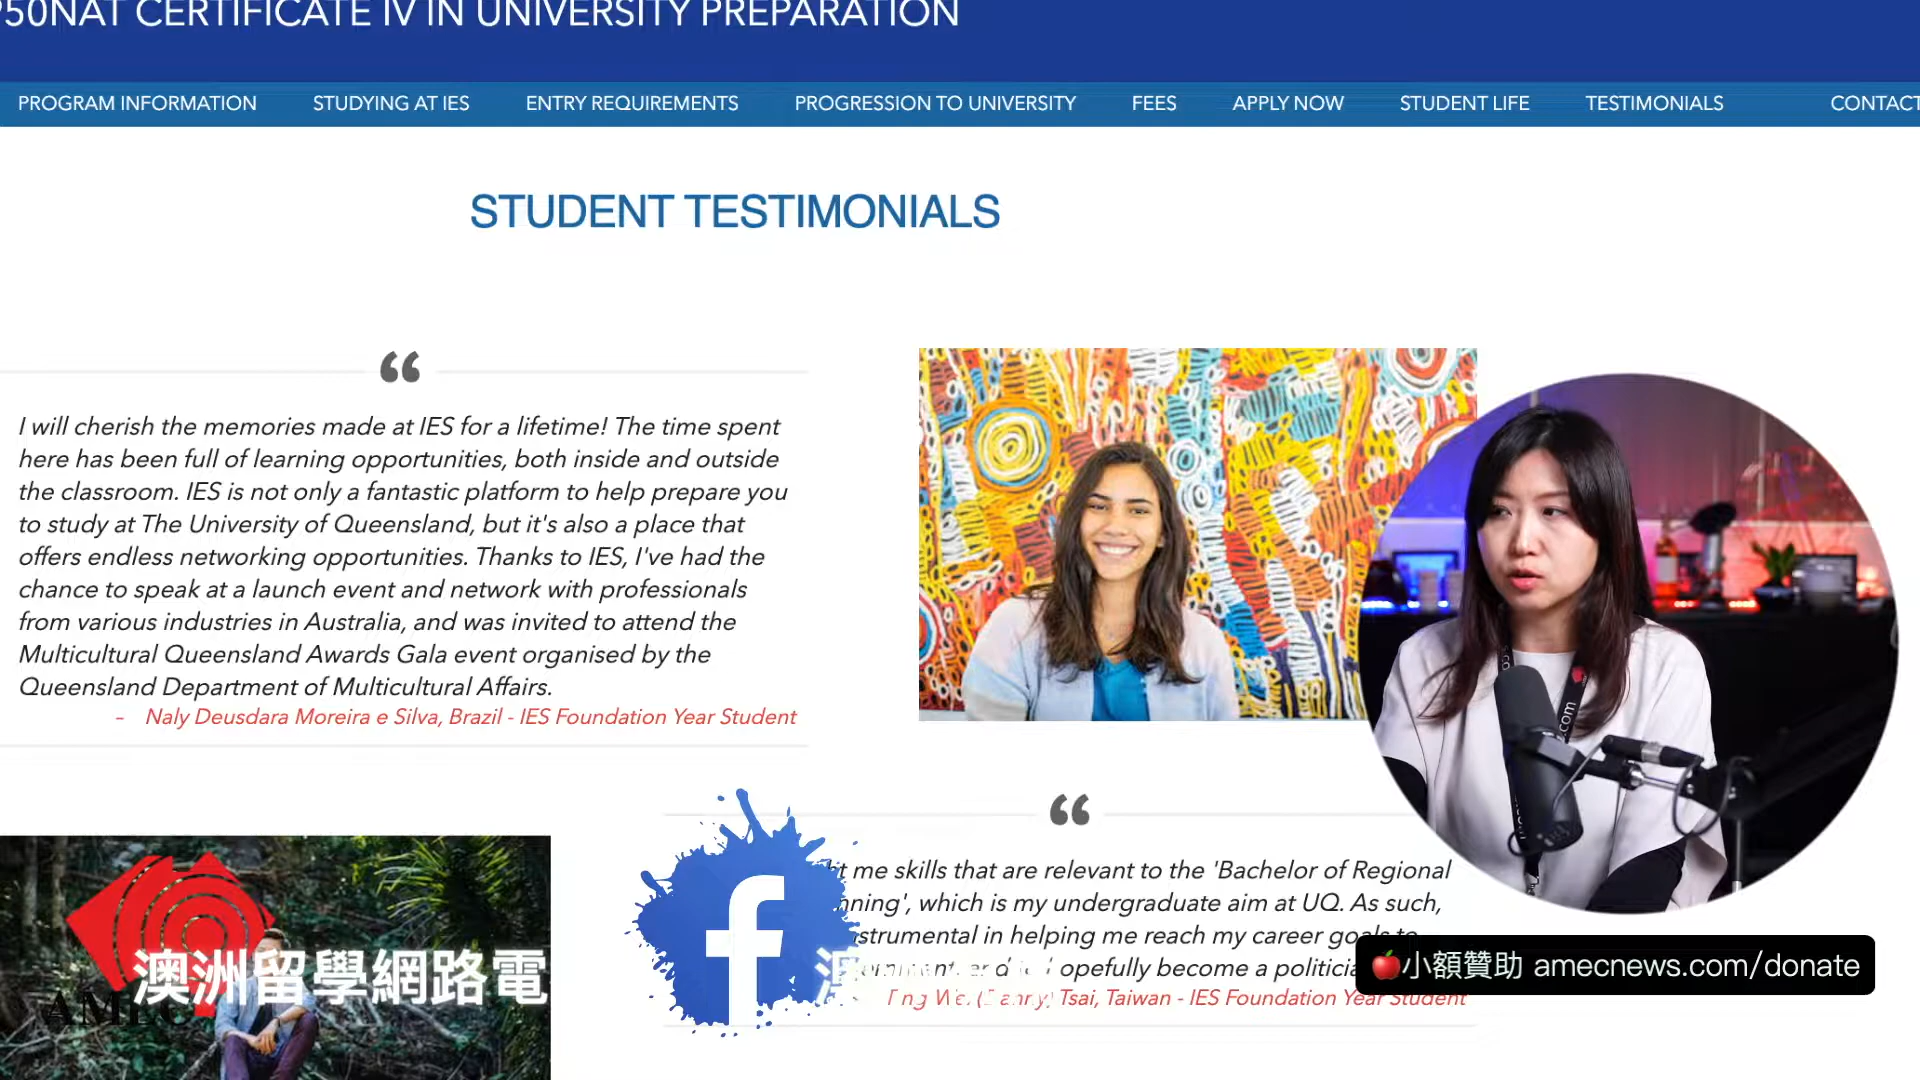 50NAT CERTIFICATE IV IN UNIVERSITY PREPARATION
PROGRAM INFORMATION STUDYING AT IES ENTRY REQUIREMENTS PROGRESSION TO UNIVERSITY FEES APPLY NOW STUDENT LIFE TESTIMONIALS CONTACT
STUDENT TESTIMONIALS
“
I will cherish the memories made at IES for a lifetime! The time spent
here has been full of learning opportunities, both inside and outside
the classroom. IES is not only a fantastic platform to help prepare you
to study at The University of Queensland, but it's also a place that
offers endless networking opportunities. Thanks to IES, I've had the
chance to speak at a launch event and network with professionals
from various industries in Australia, and was invited to attend the
Multicultural Queensland Awards Gala event organised by the
Queensland Department of Multicultural Affairs.
- Naly Deusdara Moreira e Silva, Brazil - IES Foundation Year Student
“
me skills that are relevant to the 'Bachelor of Regional
which is my undergraduate aim at UQ. As such,
in helping me reach my career goals to
become a
Tsai, Taiwan - IES Foundation Year Student
澳洲留學網路電
AMEC
f
澳
小額贊助 amecnews.com/donate
.com